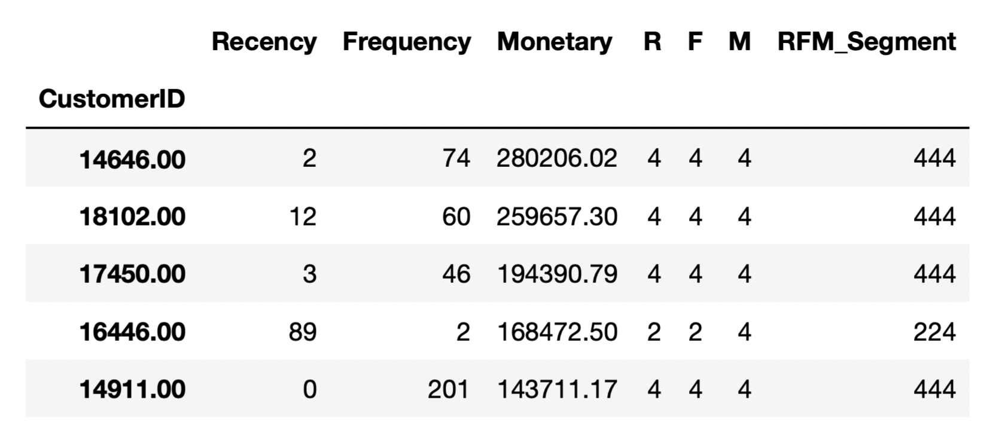 Recency Frequency Monetary R F M RFM_Segment
CustomerID
14646.00 2 74 280206.02 4 4 4 444
18102.00 12 60 259657.30 4 4 4 444
17450.00 3 46 194390.79 4 4 4 444
16446.00 89 2 168472.50 2 2 4 224
14911.00 0 201 143711.17 4 4 4 444